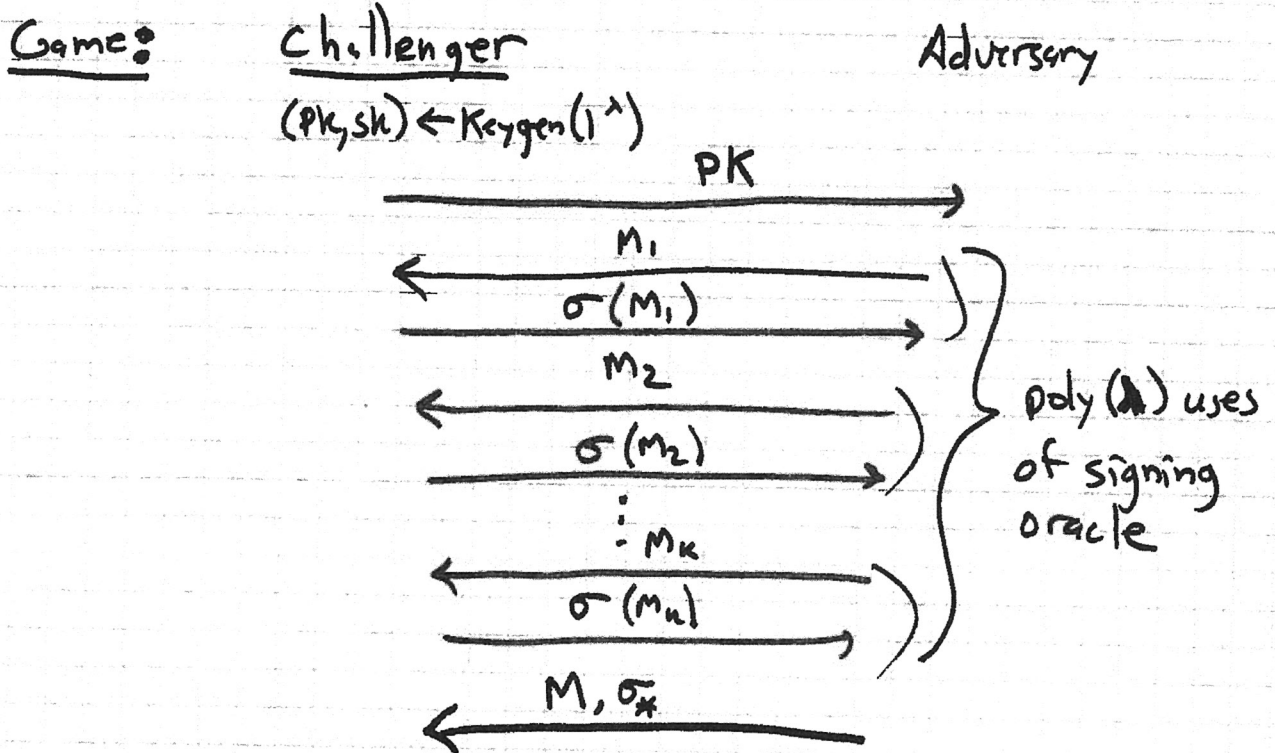 Game: Challenger Adversary
(PK, sk) ← Keygen(1^λ)
PK
M₁
σ(M₁)
M₂
σ(M₂)
⋮
Mₖ
σ(Mₖ)
poly(λ) uses
of signing
oracle
M, σ*